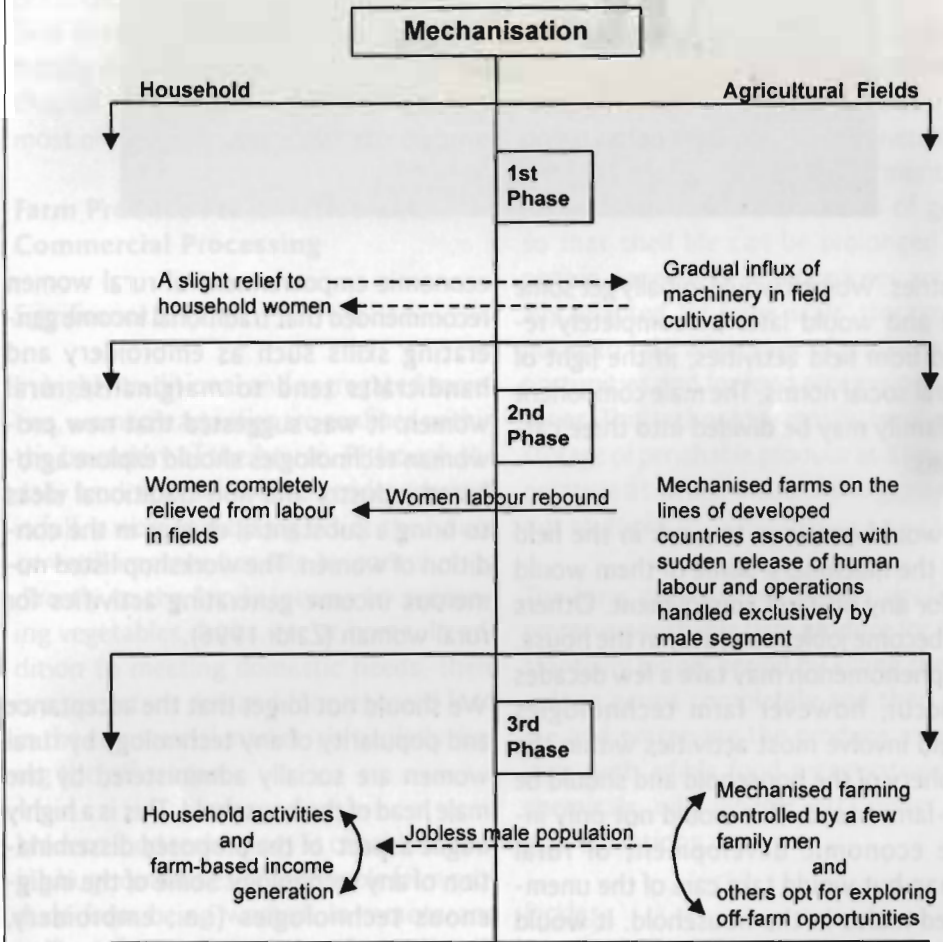 Mechanisation
Household
Agricultural Fields
1st
Phase
A slight relief to
household women
Gradual influx of
machinery in field
cultivation
2nd
Phase
Women completely
relieved from labour
in fields
Women labour rebound
Mechanised farms on the
lines of developed
countries associated with
sudden release of human
labour and operations
handled exclusively by
male segment
3rd
Phase
Household activities
and
farm-based income
generation
Jobless male population
Mechanised farming
controlled by a few
family men
and
others opt for exploring
off-farm opportunities